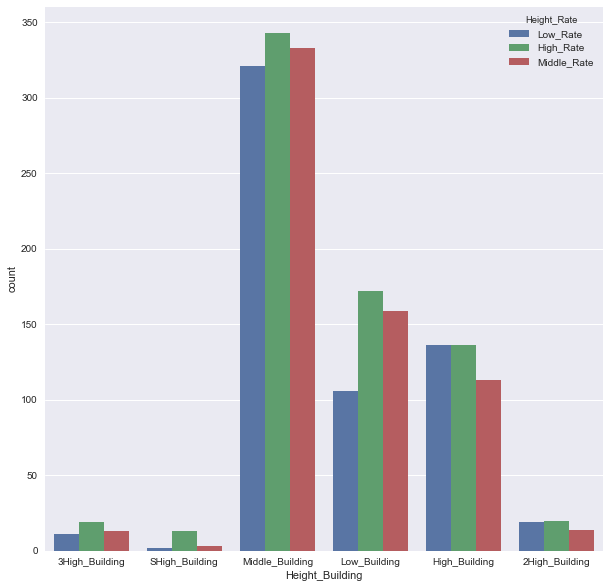 Height_Rate
Low_Rate
High_Rate
Middle_Rate
350
300
250
200
150
100
50
0
count
3High_Building SHigh_Building Middle_Building Low_Building High_Building 2High_Building
Height_Building